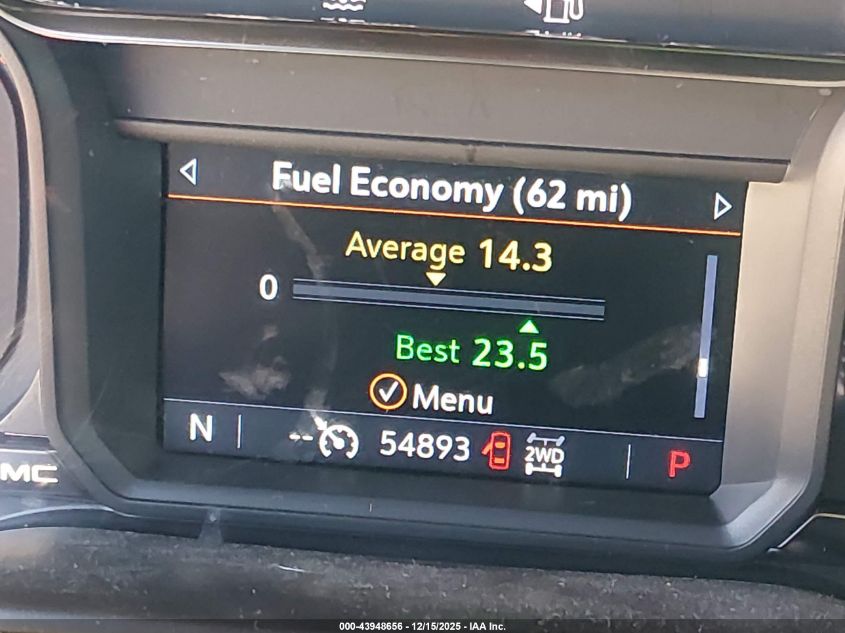 Fuel Economy (62 mi)
Average 14.3
0
Best 23.5
Menu
N -- 54893 2WD P
MC
000-43948656 - 12/15/2025 - IAA Inc.